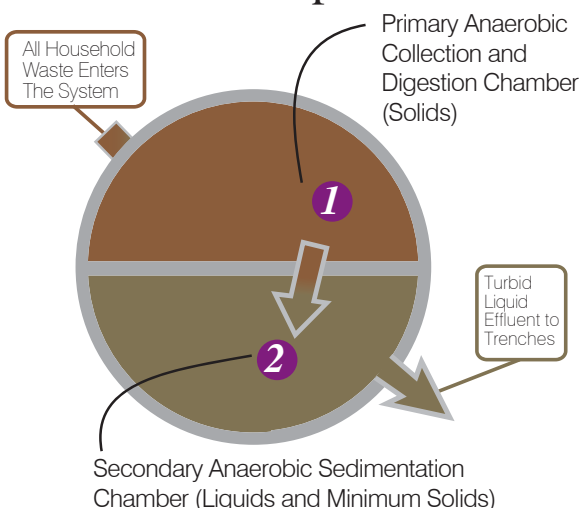 All Household
Waste Enters
The System
Primary Anaerobic
Collection and
Digestion Chamber
(Solids)
1
2
Turbid
Liquid
Effluent to
Trenches
Secondary Anaerobic Sedimentation
Chamber (Liquids and Minimum Solids)